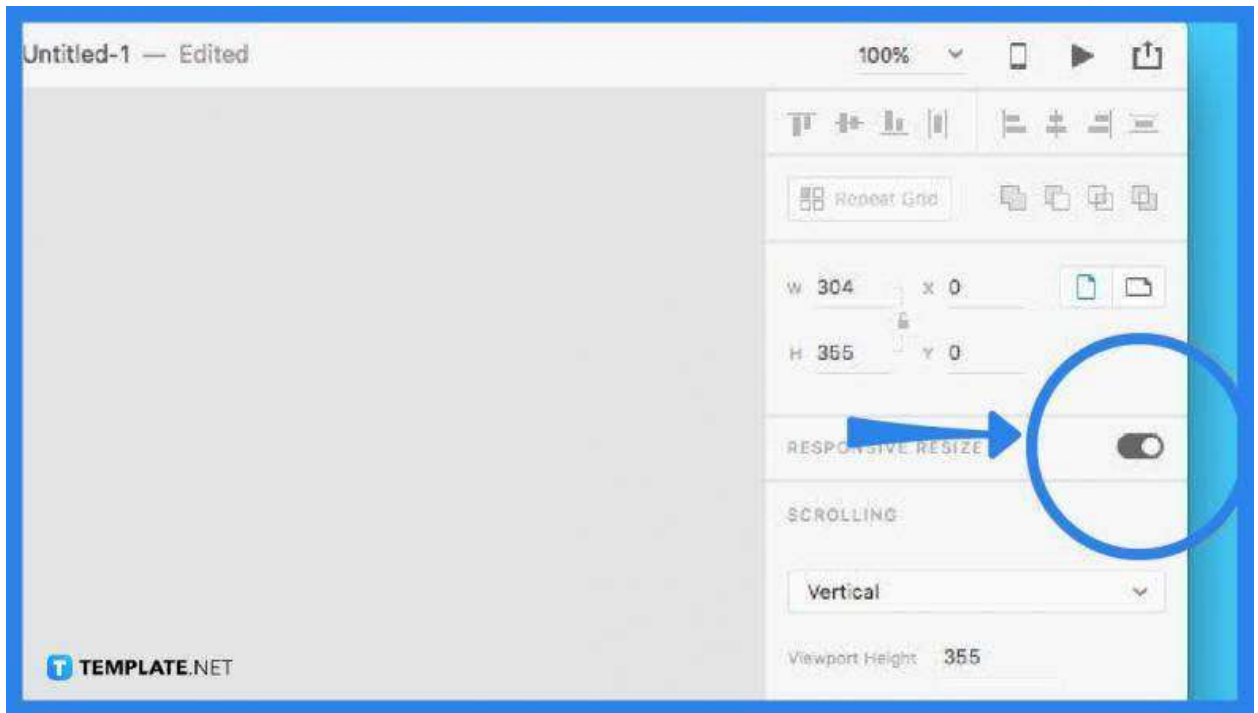 Untitled-1 — Edited
100%
Repeat Grid
W 304 X 0
H 355 Y 0
RESPONSIVE RESIZE
SCROLLING
Vertical
Viewport Height 355
T TEMPLATE.NET